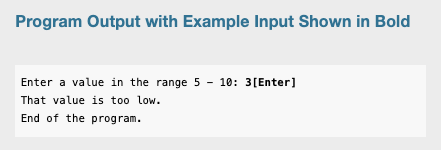 Program Output with Example Input Shown in Bold
Enter a value in the range 5 – 10: 3[Enter]
That value is too low.
End of the program.